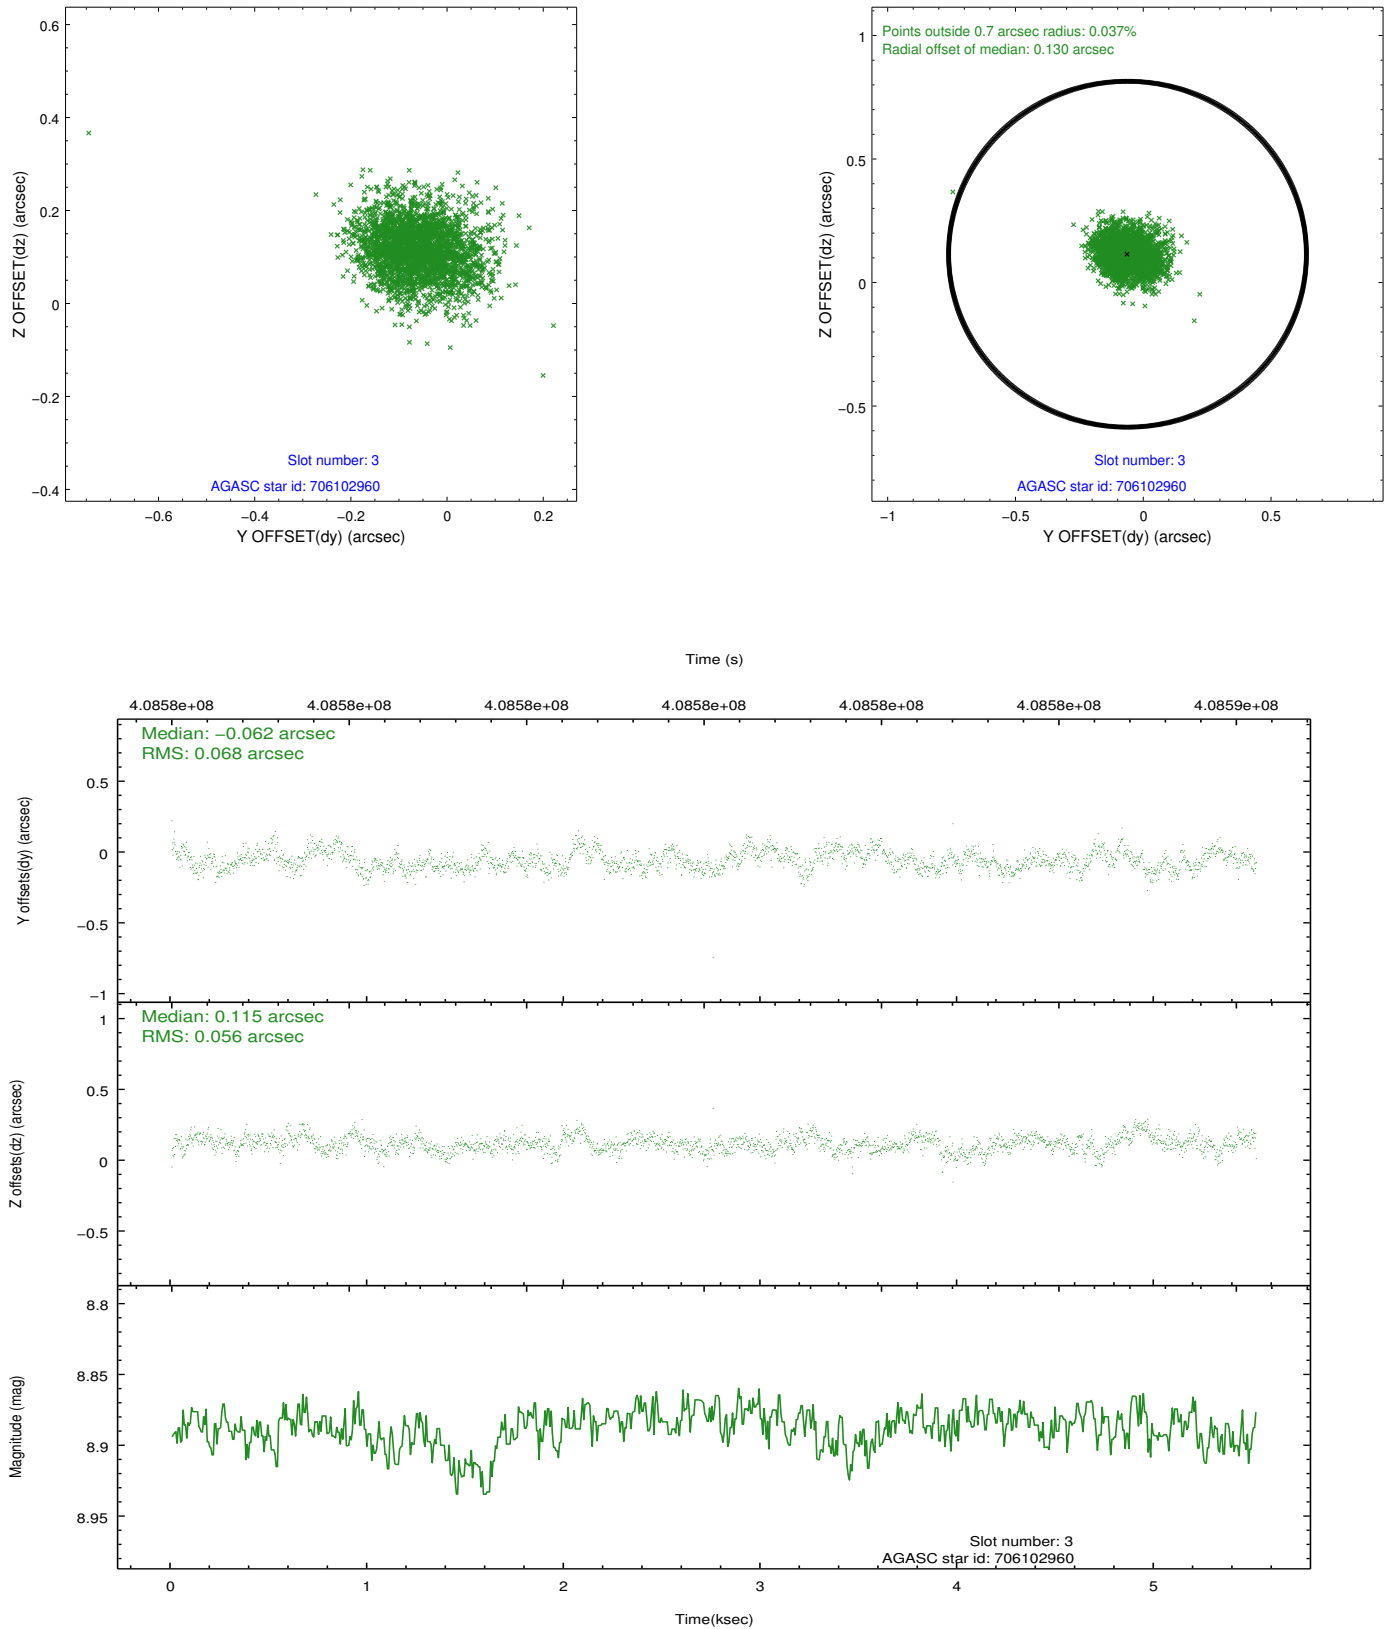 0.6
0.4
0.2
0
−0.2
−0.4
Z OFFSET(dz) (arcsec)
Slot number: 3
AGASC star id: 706102960
−0.6 −0.4 −0.2 0 0.2
Y OFFSET(dy) (arcsec)
Points outside 0.7 arcsec radius: 0.037%
Radial offset of median: 0.130 arcsec
1
0.5
0
−0.5
Z OFFSET(dz) (arcsec)
Slot number: 3
AGASC star id: 706102960
−1 −0.5 0 0.5
Y OFFSET(dy) (arcsec)
Time (s)
4.0858e+08 4.0858e+08 4.0858e+08 4.0858e+08 4.0858e+08 4.0858e+08 4.0859e+08
Median: −0.062 arcsec
RMS: 0.068 arcsec
0.5
0
−0.5
−1
Y offsets(dy) (arcsec)
Median: 0.115 arcsec
RMS: 0.056 arcsec
1
0.5
0
−0.5
Z offsets(dz) (arcsec)
8.8
8.85
8.9
8.95
Magnitude (mag)
Slot number: 3
AGASC star id: 706102960
0 1 2 3 4 5
Time(ksec)